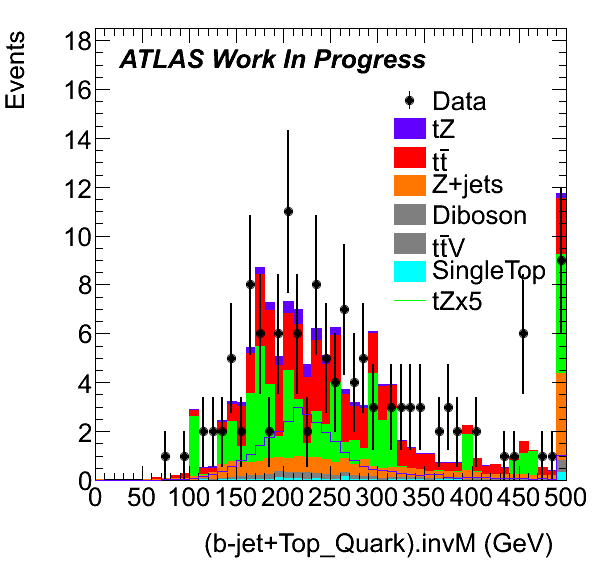 Events
18
16
14
12
10
8
6
4
2
0
ATLAS Work In Progress
Data
tZ
tt̄
Z+jets
Diboson
tt̄V
SingleTop
tZx5
0 50 100 150 200 250 300 350 400 450 500
(b-jet+Top_Quark).invM (GeV)